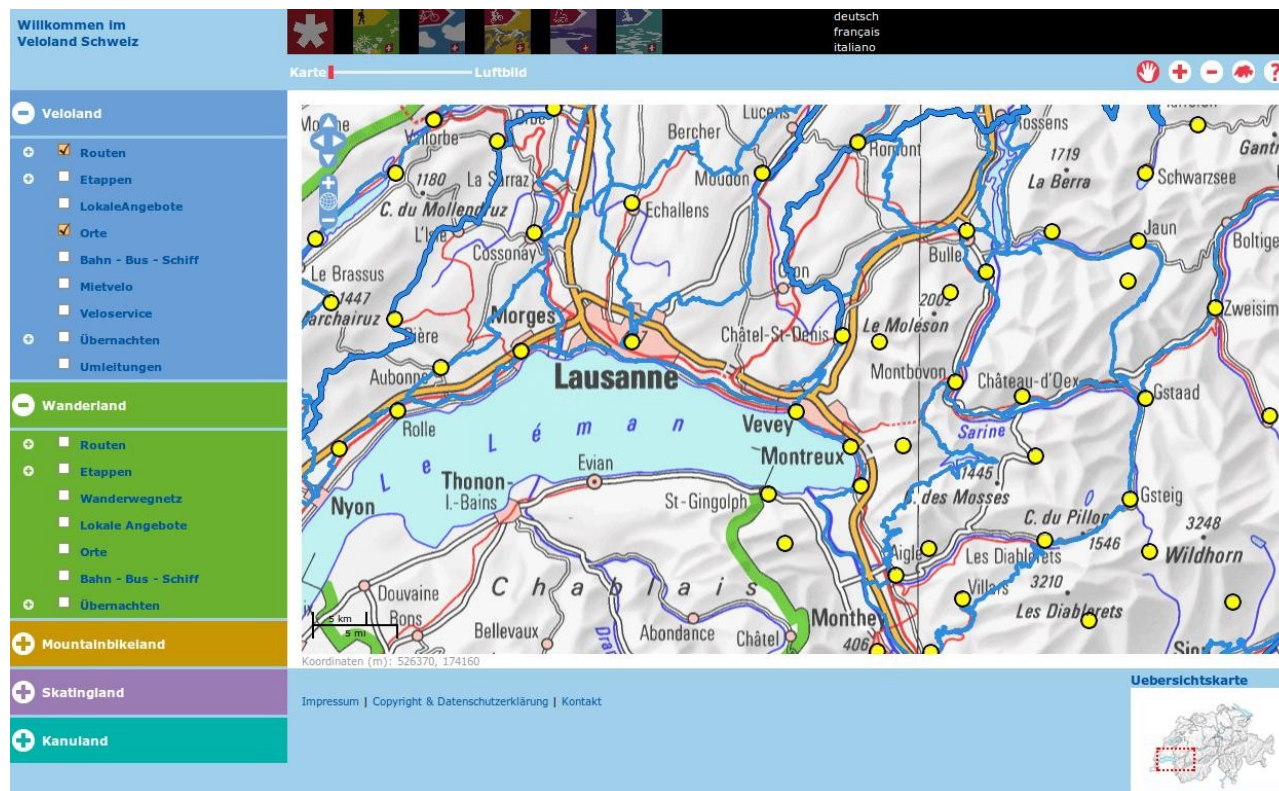 Willkommen im
Veloland Schweiz
deutsch
français
italiano
Karte
Luftbild
Veloland
Routen
Etappen
LokaleAngebote
Orte
Bahn - Bus - Schiff
Mietvelo
Veloservice
Übernachten
Umleitungen
Wanderland
Routen
Etappen
Wanderwegnetz
Lokale Angebote
Orte
Bahn - Bus - Schiff
Übernachten
Mountainbikeland
Skatingland
Kanuland
Bercher
1719
La Berra
Schwarzsee
Romont
Moudon
La Sarraz
1180
C. du Mollendruz
Echallens
L'Isle
Cossonay
Jaun
Boltige
Bulle
Le Brassus
1447
Oron
2002
Le Moléson
Zweisim
Morges
Bière
Châtel-St-Denis
Lausanne
Aubonne
Montbovon
Château-d'Oex
Gstaad
Rolle
Vevey
Sarine
Le Léman
Evian
Montreux
1445
C. des Mosses
Thonon-
l.-Bains
Nyon
St-Gingolph
Gsteig
C. du Pillon
1546
3248
Wildhorn
Aigle
Les Diablerets
Villars
3210
Les Diablerets
Chablais
Douvaine
Bons
Bellevaux
Abondance
Châtel
Monthe
406
5 km
5 mi
Koordinaten (m): 526370, 174160
Impressum | Copyright & Datenschutzerklärung | Kontakt
Uebersichtskarte